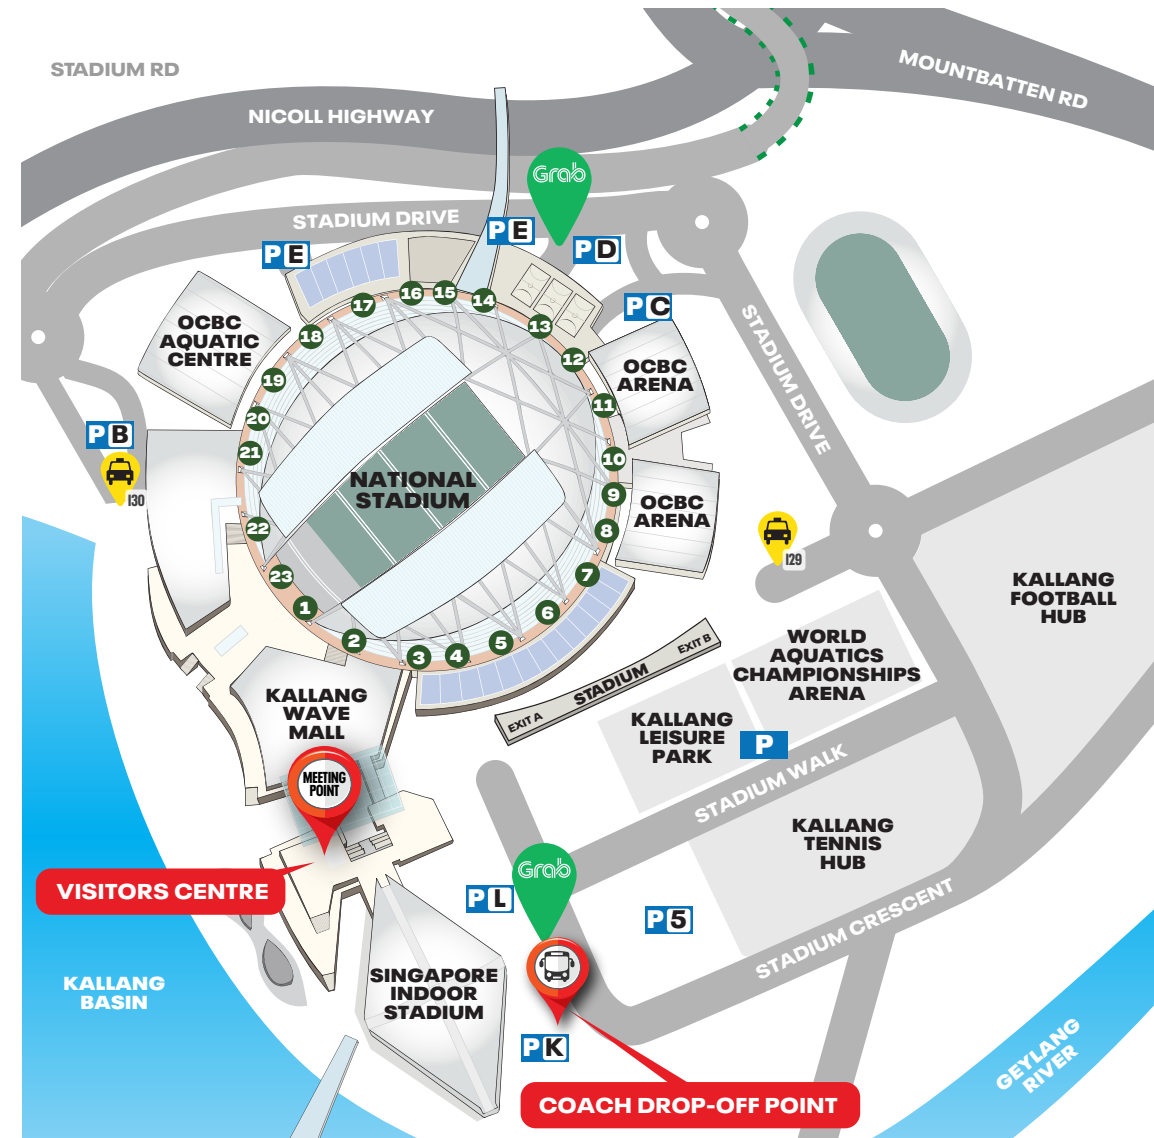 STADIUM RD
MOUNTBATTEN RD
NICOLL HIGHWAY
Grab
STADIUM DRIVE
P E
P E
P D
P C
STADIUM DRIVE
OCBC
AQUATIC
CENTRE
OCBC
ARENA
OCBC
ARENA
P B
I30
NATIONAL
STADIUM
1
2
3
4
5
6
7
8
9
10
11
12
13
14
15
16
17
18
19
20
21
22
23
I29
KALLANG
FOOTBALL
HUB
WORLD
AQUATICS
CHAMPIONSHIPS
ARENA
EXIT A
STADIUM
EXIT B
KALLANG
WAVE
MALL
KALLANG
LEISURE
PARK
P
STADIUM WALK
MEETING
POINT
KALLANG
TENNIS
HUB
VISITORS CENTRE
Grab
P L
P 5
STADIUM CRESCENT
KALLANG
BASIN
SINGAPORE
INDOOR
STADIUM
P K
GEYLANG
RIVER
COACH DROP-OFF POINT